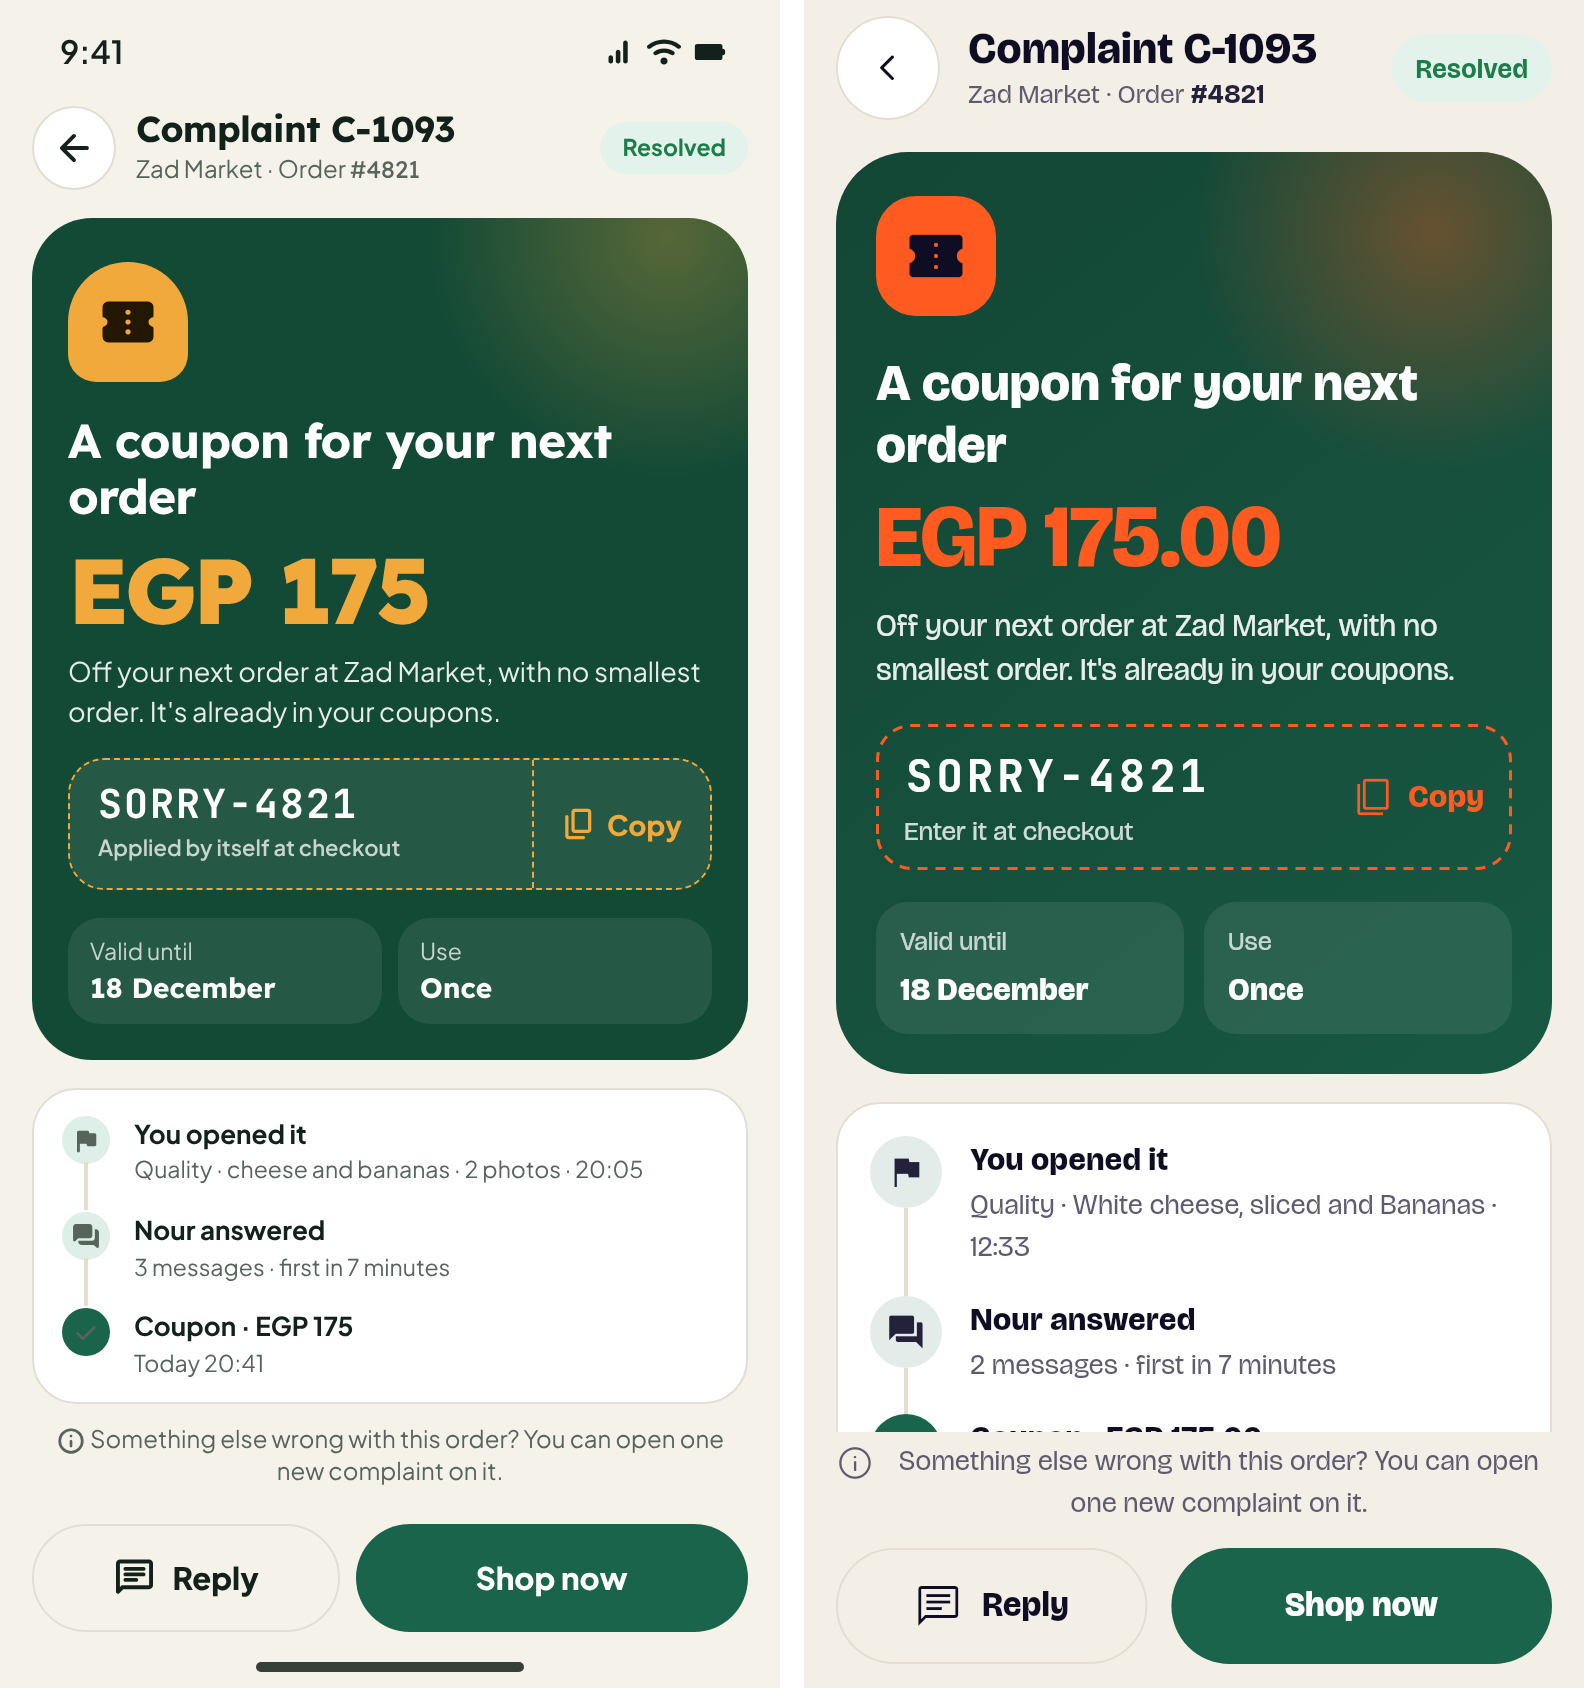 9:41
Complaint C-1093
Zad Market · Order #4821
Resolved
A coupon for your next
order
EGP 175
Off your next order at Zad Market, with no smallest
order. It's already in your coupons.
SORRY-4821
Applied by itself at checkout
Copy
Valid until
18 December
Use
Once
You opened it
Quality · cheese and bananas · 2 photos · 20:05
Nour answered
3 messages · first in 7 minutes
Coupon · EGP 175
Today 20:41
Something else wrong with this order? You can open one
new complaint on it.
Reply
Shop now
Complaint C-1093
Zad Market · Order #4821
Resolved
A coupon for your next
order
EGP 175.00
Off your next order at Zad Market, with no
smallest order. It's already in your coupons.
SORRY-4821
Enter it at checkout
Copy
Valid until
18 December
Use
Once
You opened it
Quality · White cheese, sliced and Bananas ·
12:33
Nour answered
2 messages · first in 7 minutes
Coupon · EGP 175.00
Something else wrong with this order? You can open
one new complaint on it.
Reply
Shop now